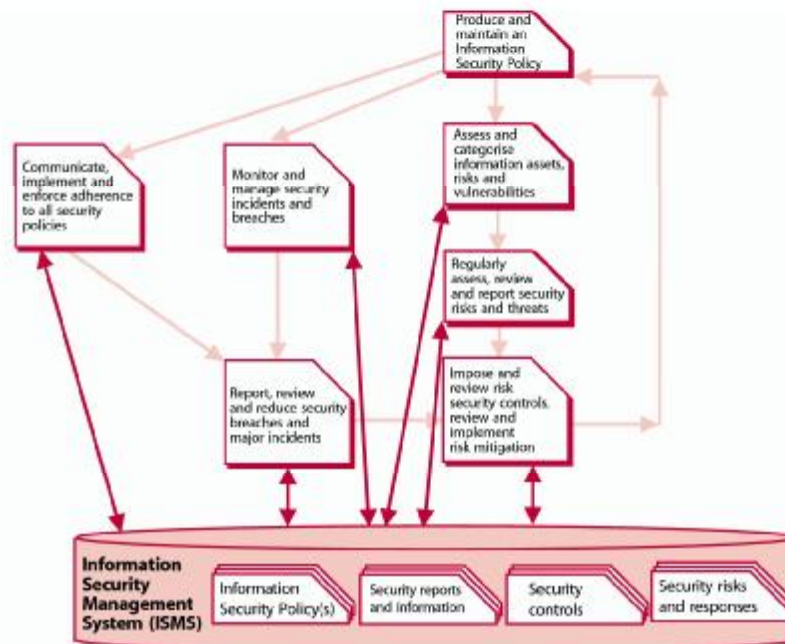 Produce and
maintain an
Information
Security Policy
Communicate,
implement and
enforce adherence
to all security
policies
Monitor and
manage security
incidents and
breaches
Assess and
categorise
information assets,
risks and
vulnerabilities
Regularly
assess, review
and report security
risks and threats
Report, review
and reduce security
breaches and
major incidents
Impose and
review risk
security controls,
review and
implement
risk mitigation
Information
Security
Management
System (ISMS)
Information
Security Policy(s)
Security reports
and information
Security
controls
Security risks
and responses